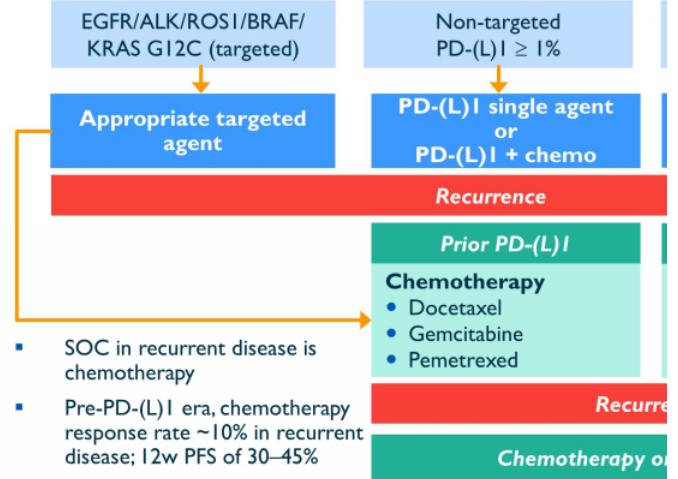 EGFR/ALK/ROS1/BRAF/
KRAS G12C (targeted)
Non-targeted
PD-(L)1 ≥ 1%
Appropriate targeted
agent
PD-(L)1 single agent
or
PD-(L)1 + chemo
Recurrence
Prior PD-(L)1
Chemotherapy
• Docetaxel
• Gemcitabine
• Pemetrexed
▪ SOC in recurrent disease is
chemotherapy
▪ Pre-PD-(L)1 era, chemotherapy
response rate ~10% in recurrent
disease; 12w PFS of 30–45%
Recurre
Chemotherapy or